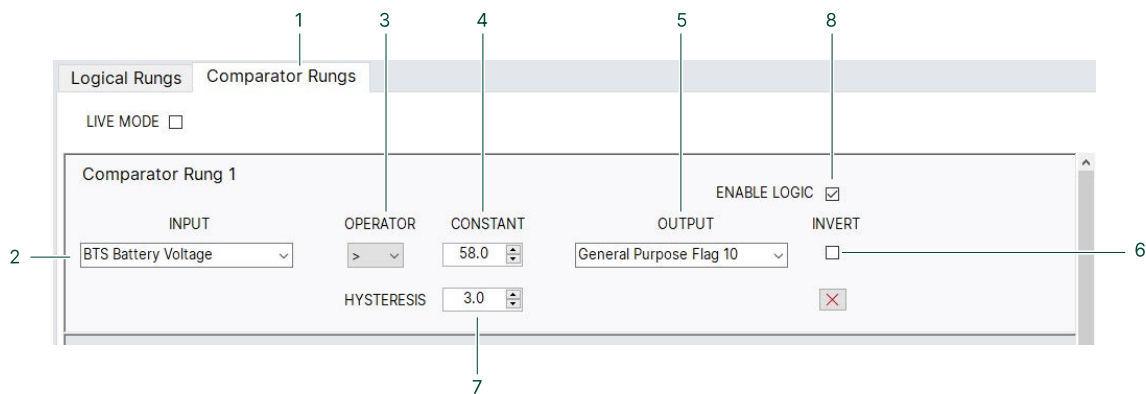 1 3 4 5 8
Logical Rungs Comparator Rungs
LIVE MODE
Comparator Rung 1
ENABLE LOGIC
INPUT OPERATOR CONSTANT OUTPUT INVERT
2 BTS Battery Voltage > 58.0 General Purpose Flag 10 6
HYSTERESIS 3.0
7